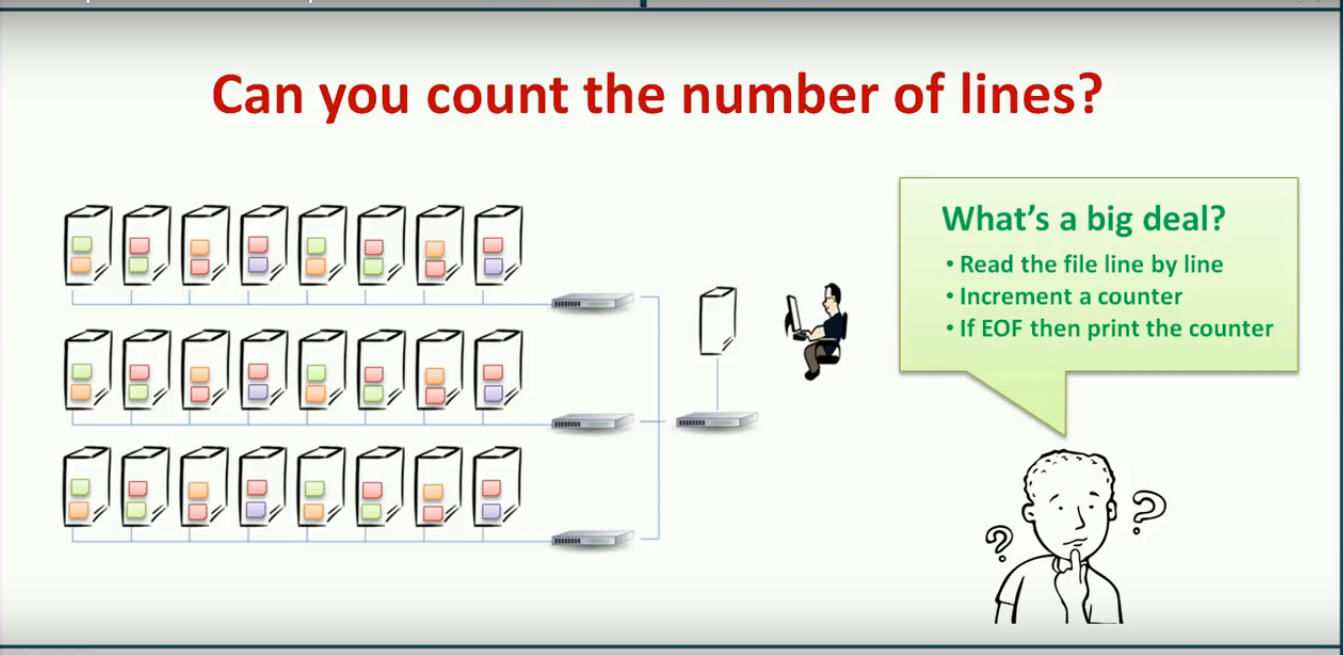 Can you count the number of lines?
What's a big deal?
• Read the file line by line
• Increment a counter
• If EOF then print the counter
?
?